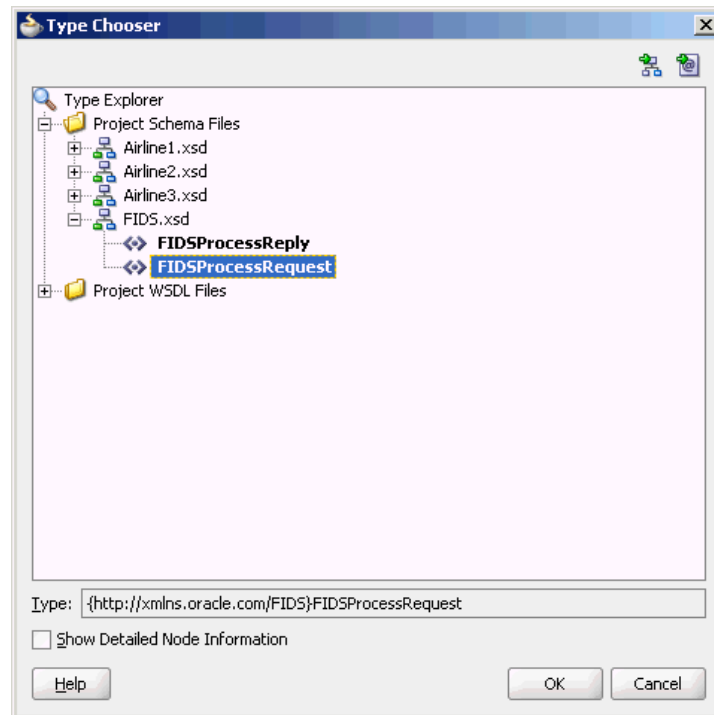 Type Chooser
Type Explorer
Project Schema Files
Airline1.xsd
Airline2.xsd
Airline3.xsd
FIDS.xsd
FIDSProcessReply
FIDSProcessRequest
Project WSDL Files
Type: {http://xmlns.oracle.com/FIDS}FIDSProcessRequest
Show Detailed Node Information
Help OK Cancel